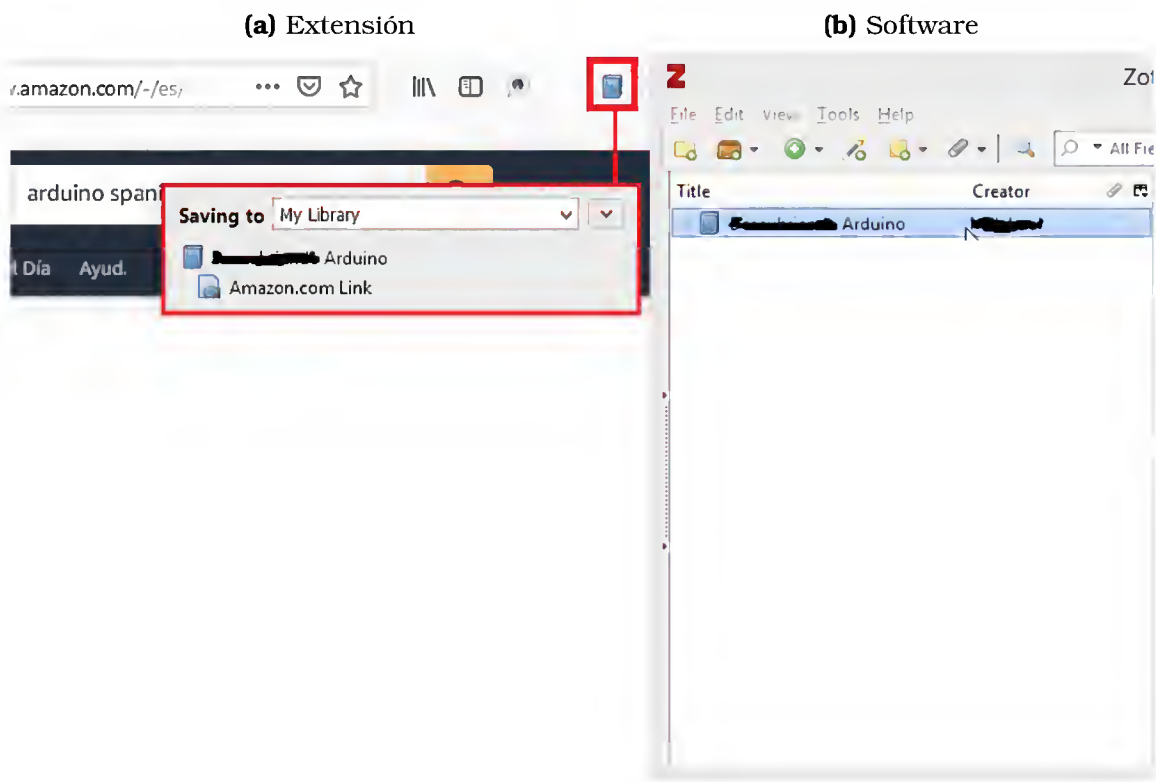 (a) Extensión
(b) Software
v.amazon.com/-/es/
arduino spani
Saving to My Library
Arduino
Amazon.com Link
l Día Ayud.
Z
Zot
File Edit View Tools Help
All Fie
Title Creator
Arduino